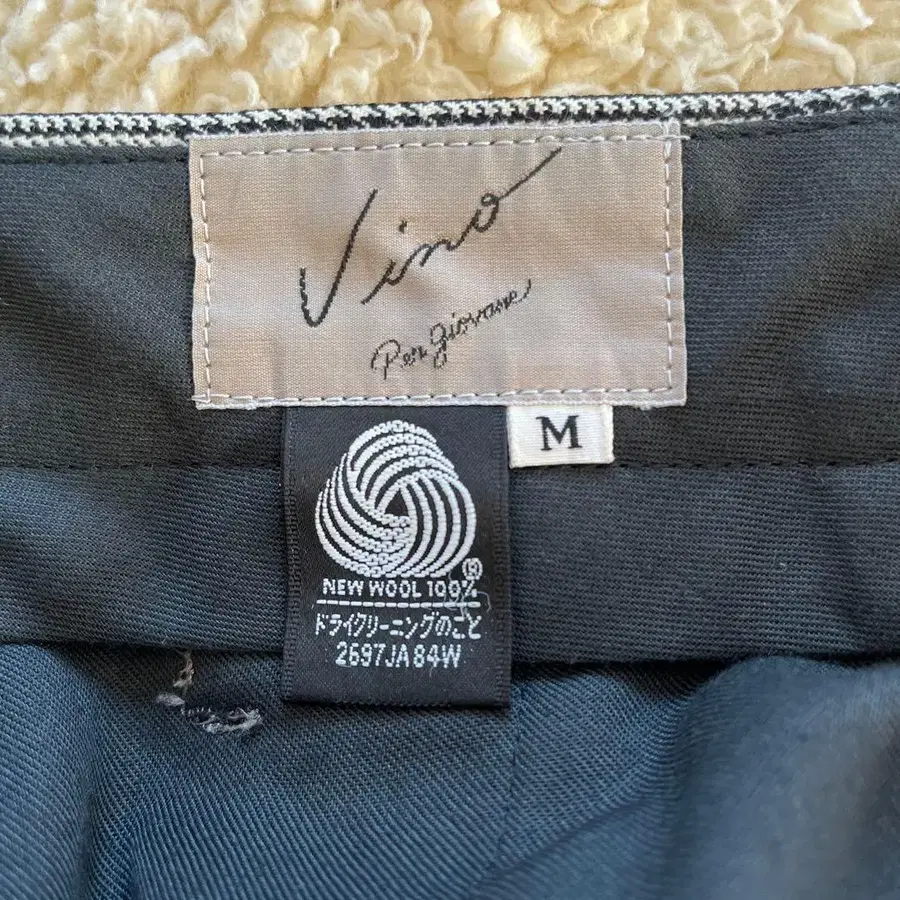 Vino
Per giovane
M
NEW WOOL 100%
ドライクリーニングのこと
2697JA84W